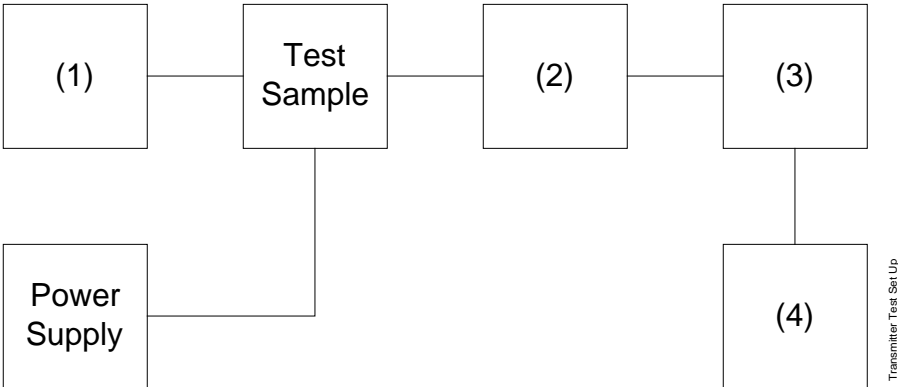 (1)
Test
Sample
(2)
(3)
Power
Supply
(4)
Transmitter Test Set Up